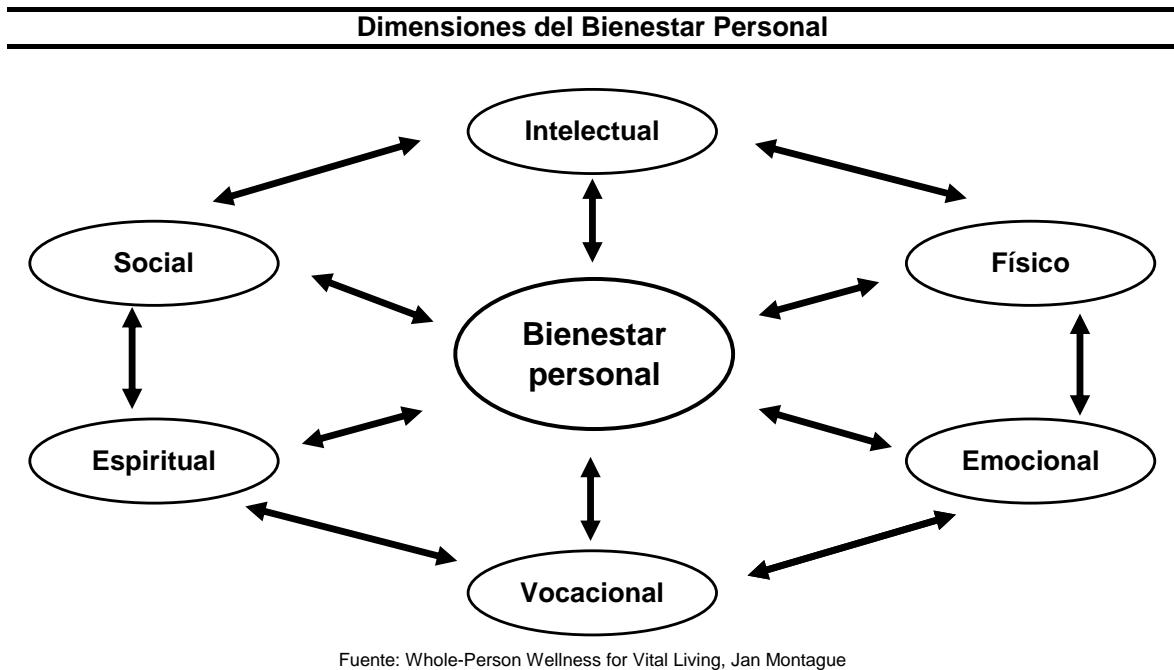 Dimensiones del Bienestar Personal
Intelectual
Social
Físico
Bienestar
personal
Espiritual
Emocional
Vocacional
Fuente: Whole-Person Wellness for Vital Living, Jan Montague